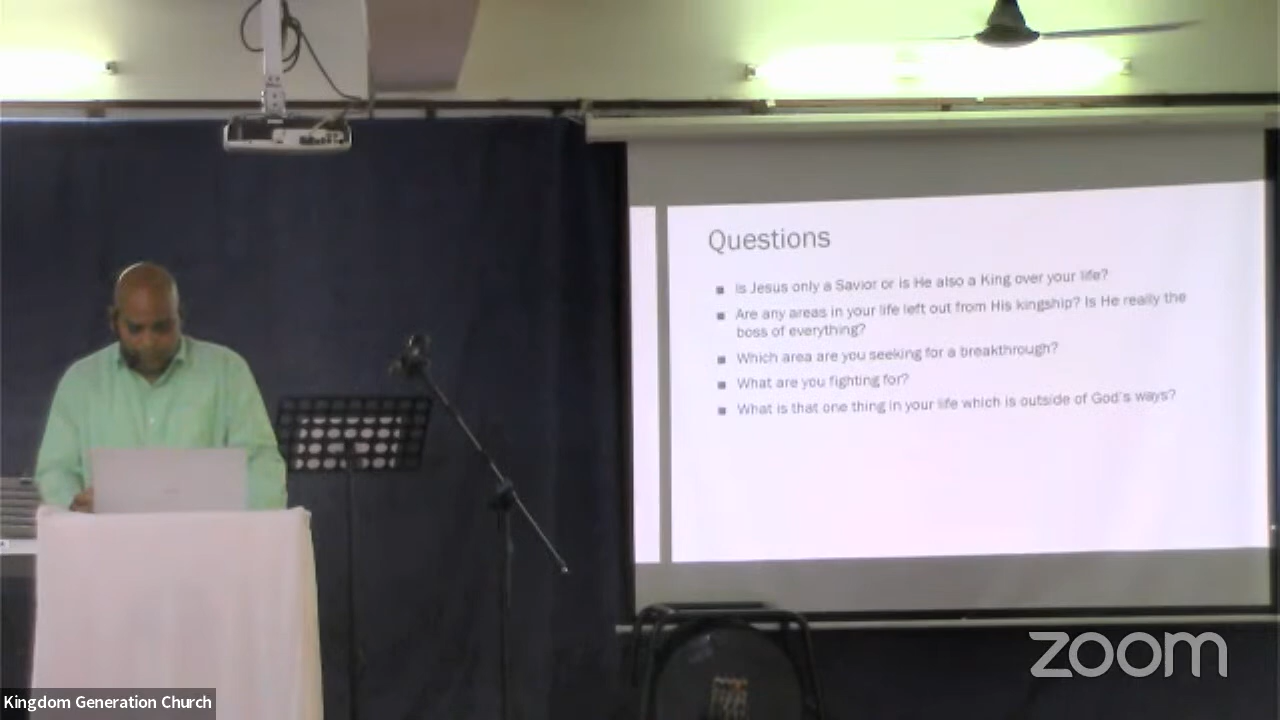 Questions
Is Jesus only a Savior or is He also a King over your life?
Are any areas in your life left out from His kingship? Is He really the
boss of everything?
Which area are you seeking for a breakthrough?
What are you fighting for?
What is that one thing in your life which is outside of God's ways?
zoom
Kingdom Generation Church